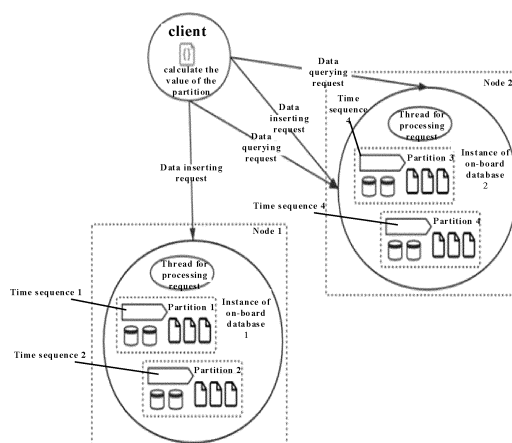 client
{}
calculate the
value of the
partition
Data
querying
request
Node 2
Data
inserting
request
Time
sequence
Thread for
processing
request
Data
querying
request
Partition 3
Instance of
on-board
database
2
Data inserting
request
Time sequence 4
Partition 4
Node 1
Thread for
processing
request
Time sequence 1
Partition 1
Instance of
on-board
database
1
Time sequence 2
Partition 2